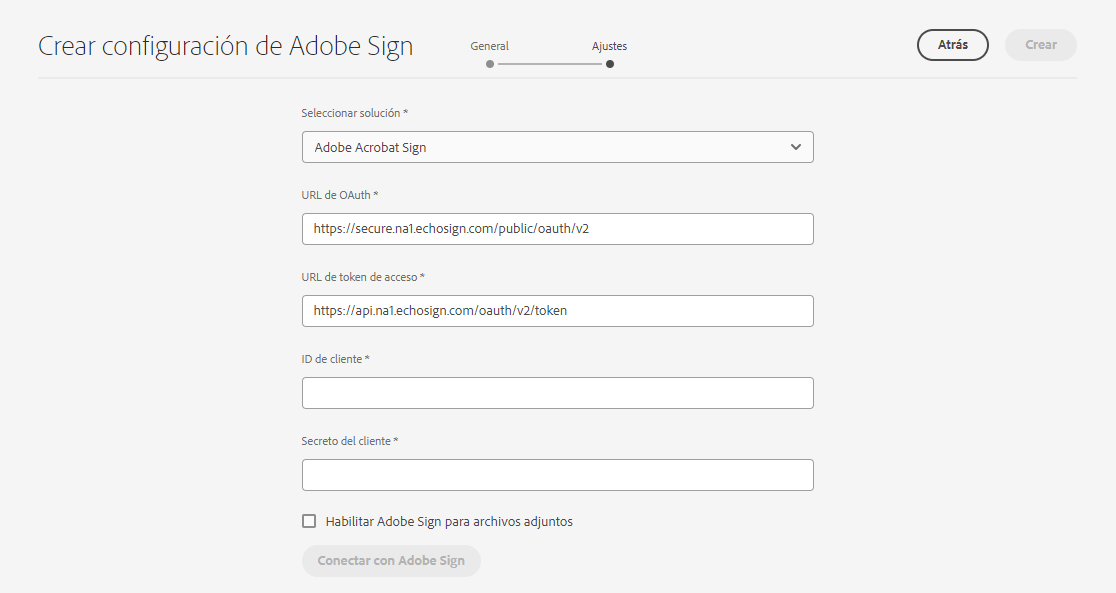 Crear configuración de Adobe Sign
General
Ajustes
Atrás
Crear
Seleccionar solución *
Adobe Acrobat Sign
URL de OAuth *
https://secure.na1.echosign.com/public/oauth/v2
URL de token de acceso *
https://api.na1.echosign.com/oauth/v2/token
ID de cliente *
Secreto del cliente *
Habilitar Adobe Sign para archivos adjuntos
Conectar con Adobe Sign